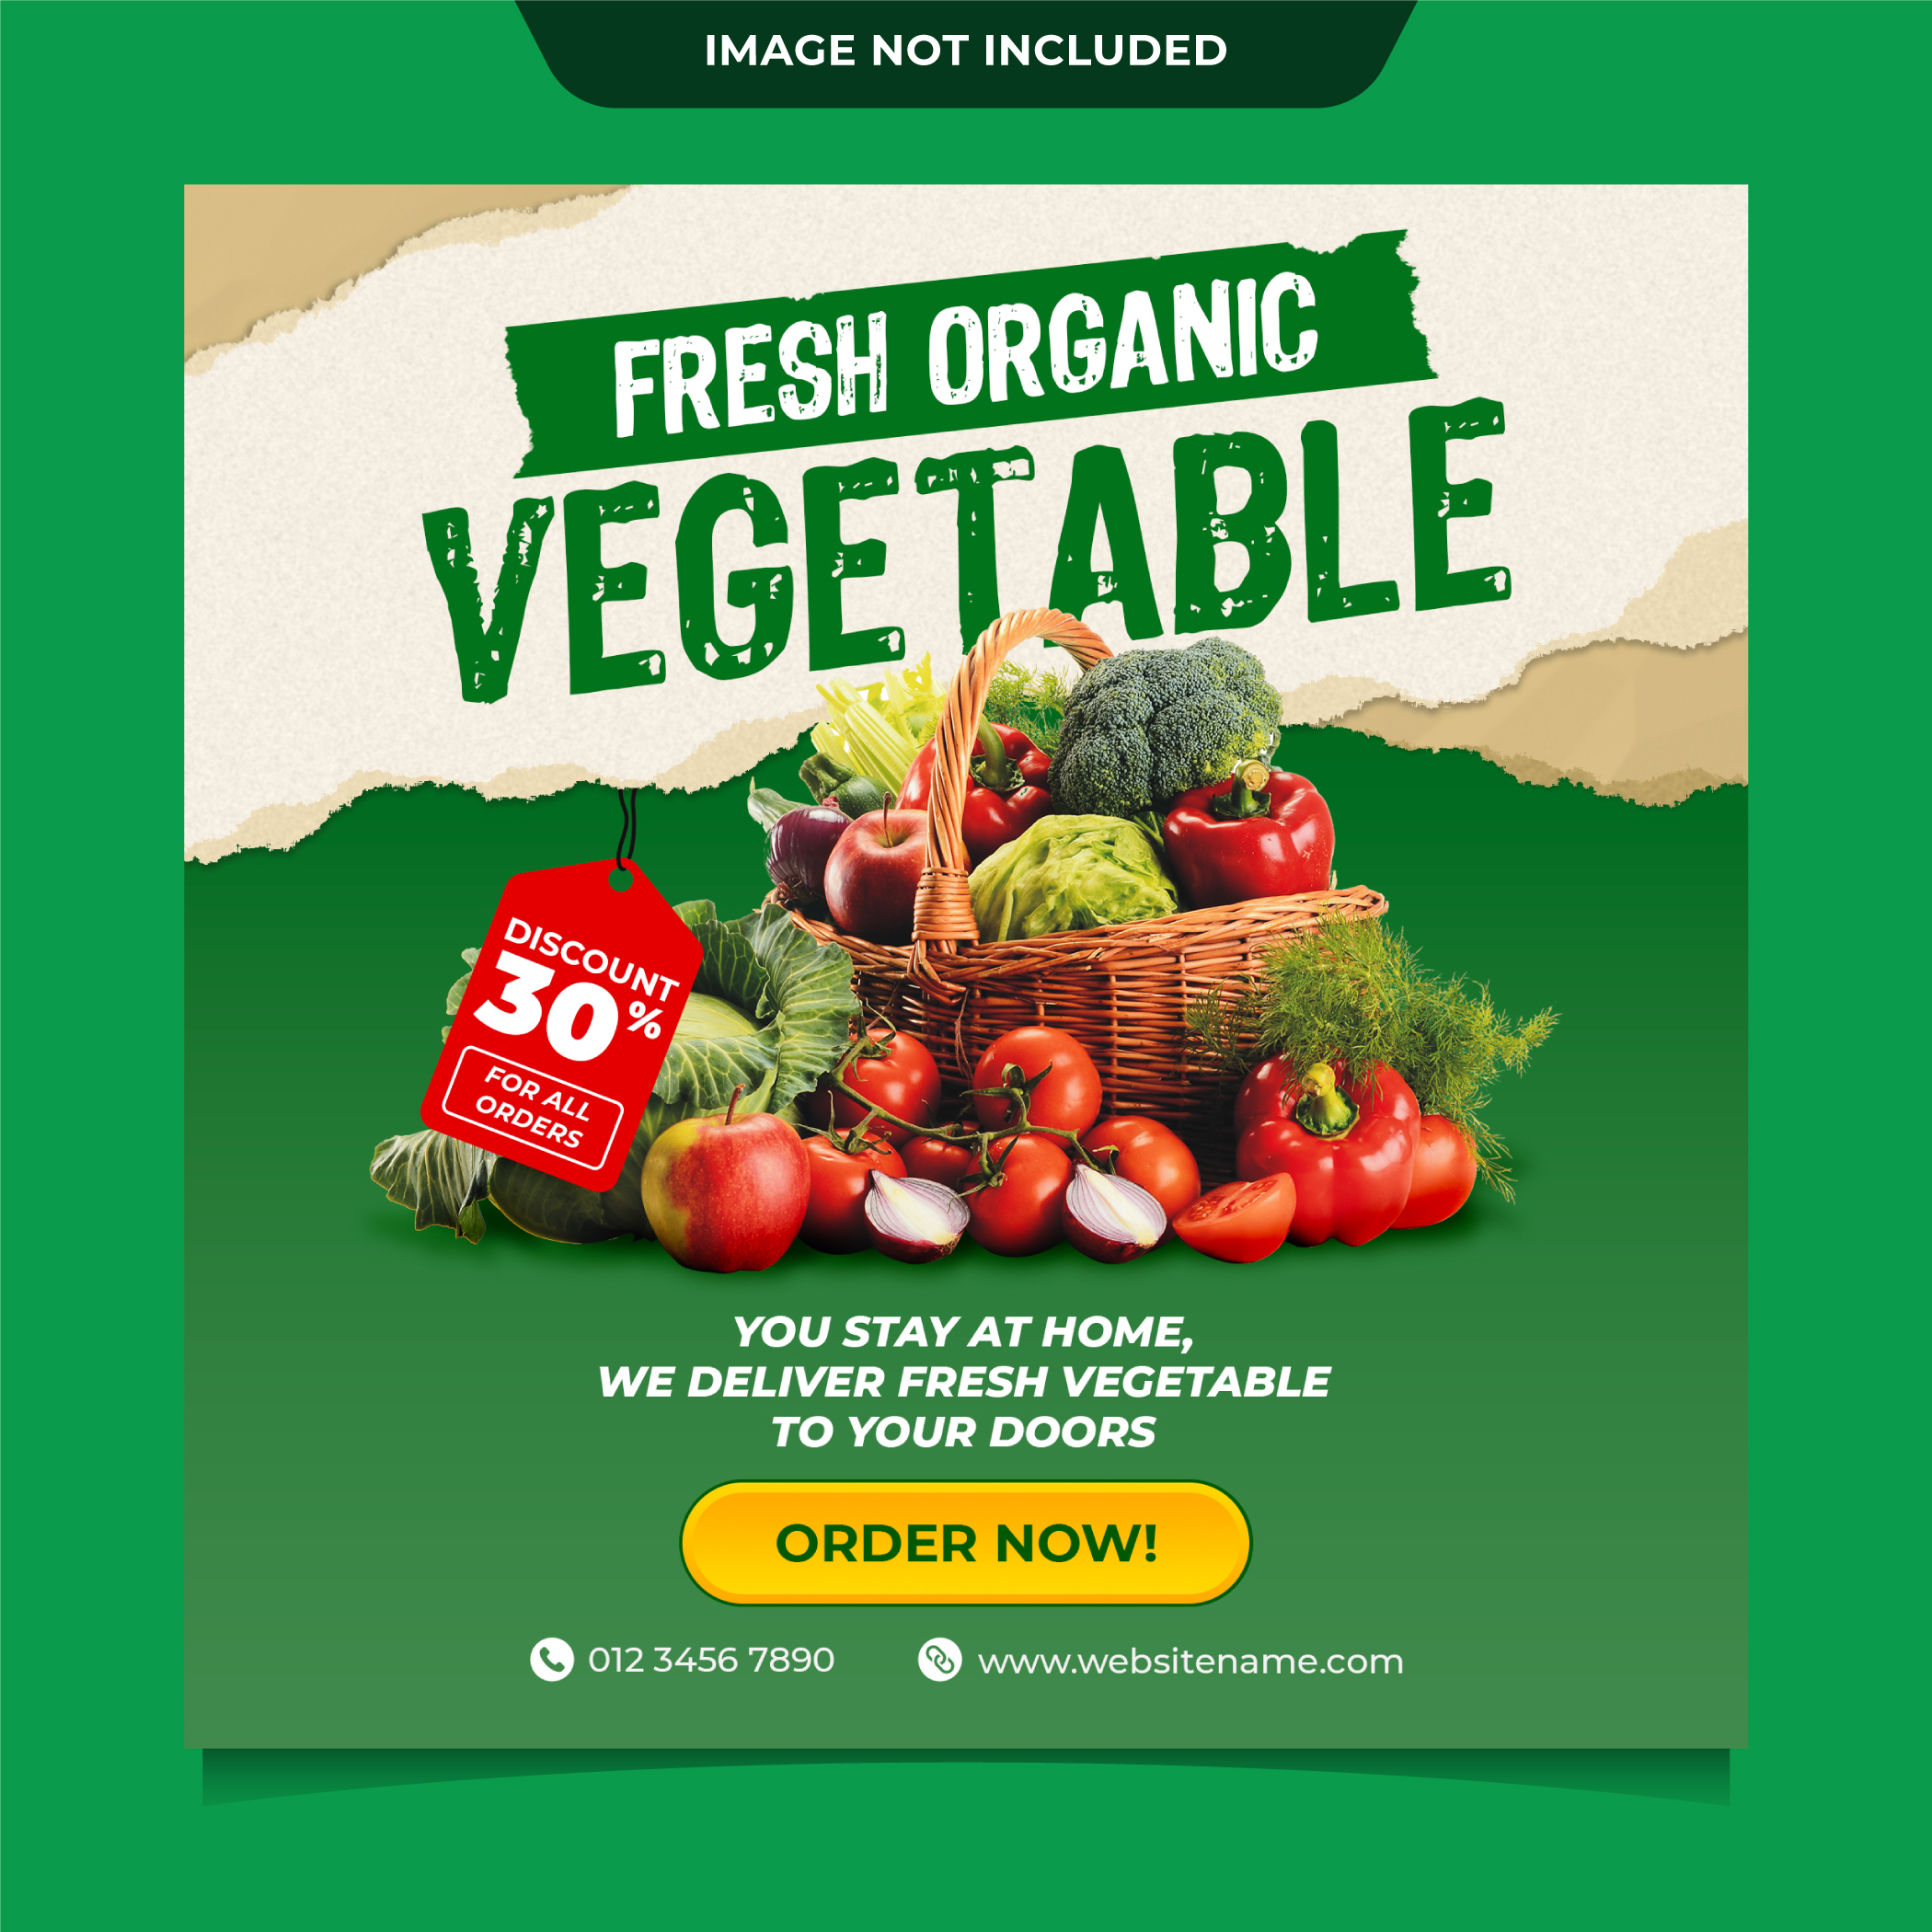 IMAGE NOT INCLUDED
FRESH ORGANIC
VEGETABLE
DISCOUNT
30%
FOR ALL
ORDERS
YOU STAY AT HOME,
WE DELIVER FRESH VEGETABLE
TO YOUR DOORS
ORDER NOW!
012 3456 7890
www.websitename.com